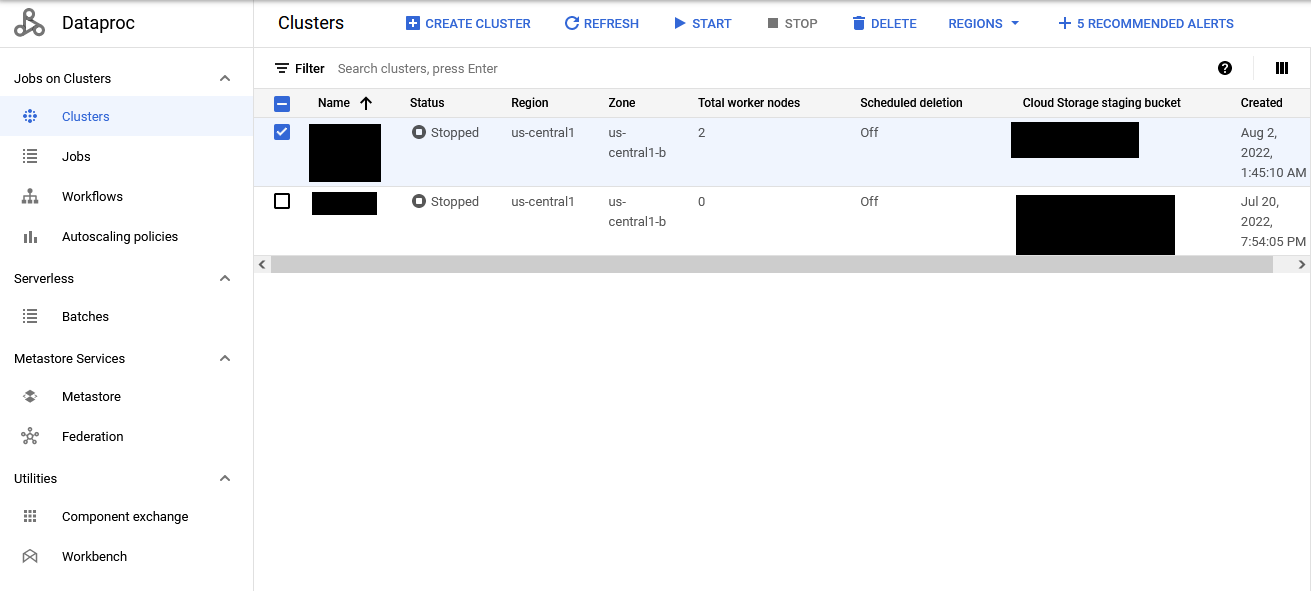 Dataproc
Clusters
CREATE CLUSTER
REFRESH
START
STOP
DELETE
REGIONS
5 RECOMMENDED ALERTS
Jobs on Clusters
Clusters
Jobs
Workflows
Autoscaling policies
Serverless
Batches
Metastore Services
Metastore
Federation
Utilities
Component exchange
Workbench
Filter
Search clusters, press Enter
Name
Status
Region
Zone
Total worker nodes
Scheduled deletion
Cloud Storage staging bucket
Created
Stopped
us-central1
us-
central1-b
2
Off
Aug 2,
2022,
1:45:10 AM
Stopped
us-central1
us-
central1-b
0
Off
Jul 20,
2022,
7:54:05 PM